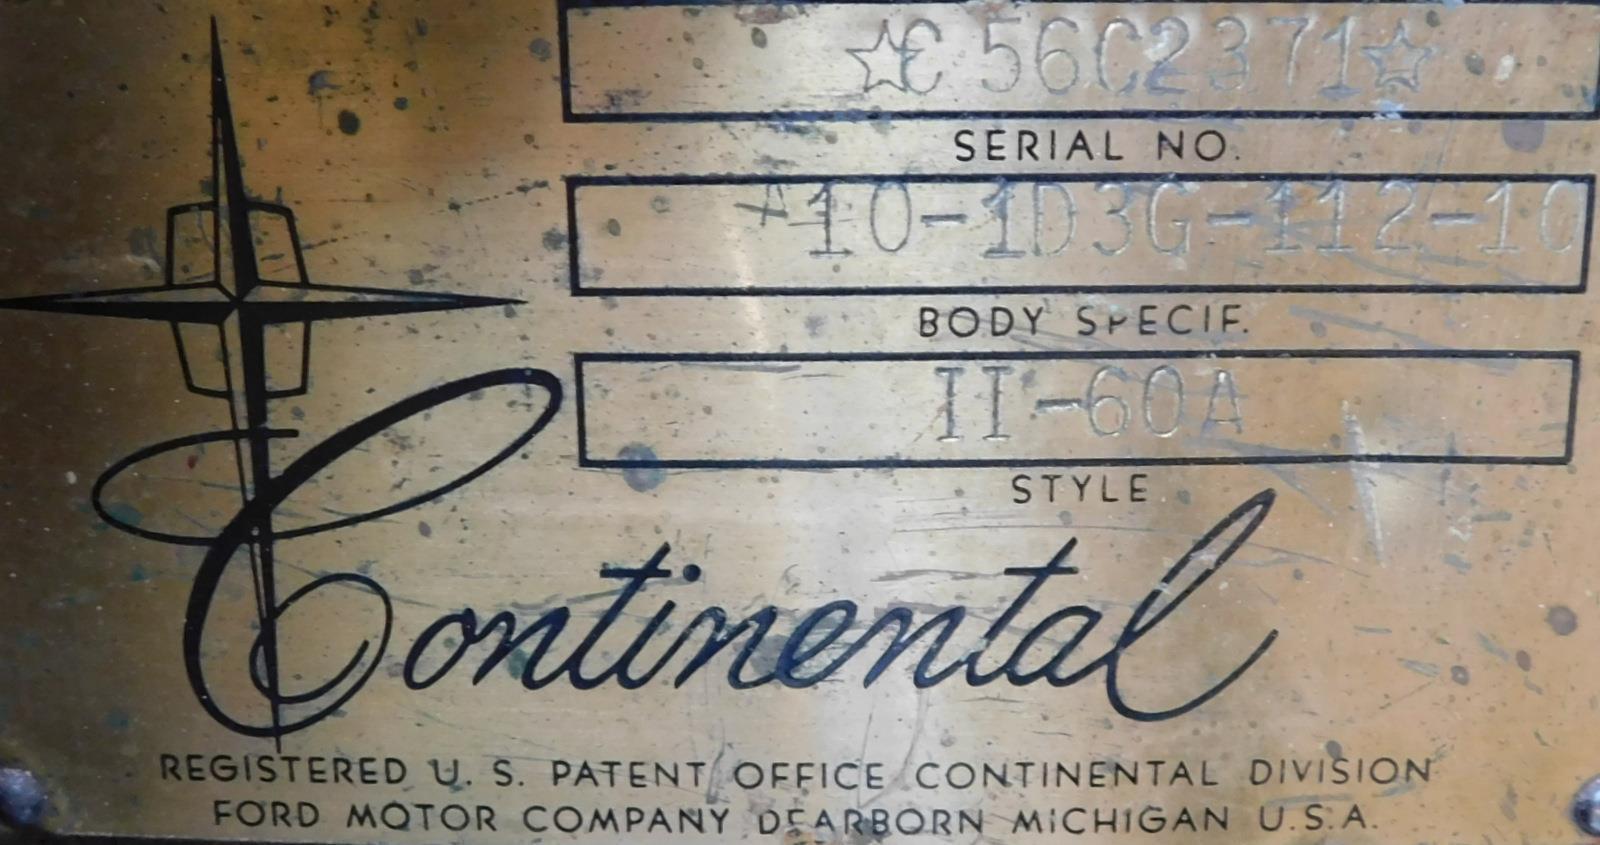 ☆C56C2371☆
SERIAL NO.
A10-1D3G-112-10
BODY SPECIF.
II-60A
STYLE
Continental
REGISTERED U. S. PATENT OFFICE CONTINENTAL DIVISION
FORD MOTOR COMPANY DEARBORN MICHIGAN U.S.A.